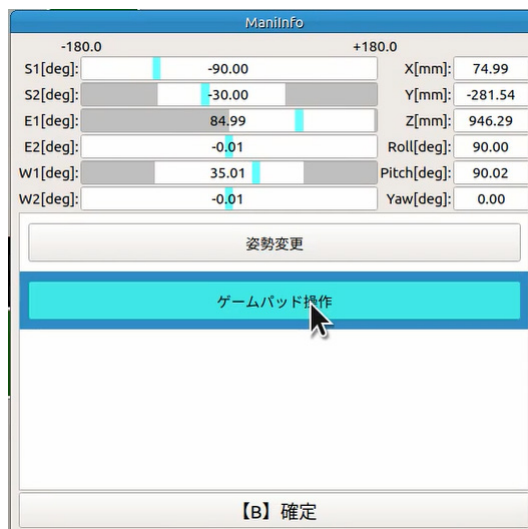 ManiInfo
-180.0 +180.0
S1[deg]: -90.00 X[mm]: 74.99
S2[deg]: -30.00 Y[mm]: -281.54
E1[deg]: 84.99 Z[mm]: 946.29
E2[deg]: -0.01 Roll[deg]: 90.00
W1[deg]: 35.01 Pitch[deg]: 90.02
W2[deg]: -0.01 Yaw[deg]: 0.00
姿勢変更
ゲームパッド操作
【B】確定